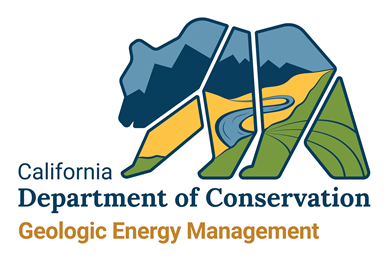 California
Department of Conservation
Geologic Energy Management